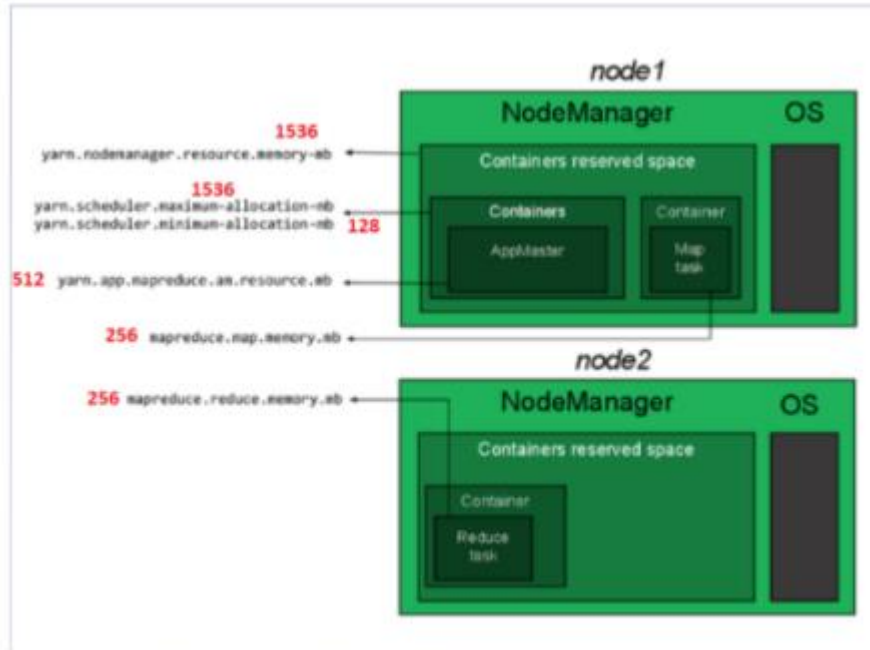 node1
NodeManager
OS
1536
yarn.nodemanager.resource.memory-mb
Containers reserved space
1536
yarn.scheduler.maximum-allocation-mb
yarn.scheduler.minimum-allocation-mb 128
Containers
Container
AppMaster
Map
task
512 yarn.app.mapreduce.am.resource.mb
256 mapreduce.map.memory.mb
node2
256 mapreduce.reduce.memory.mb
NodeManager
OS
Containers reserved space
Container
Reduce
task